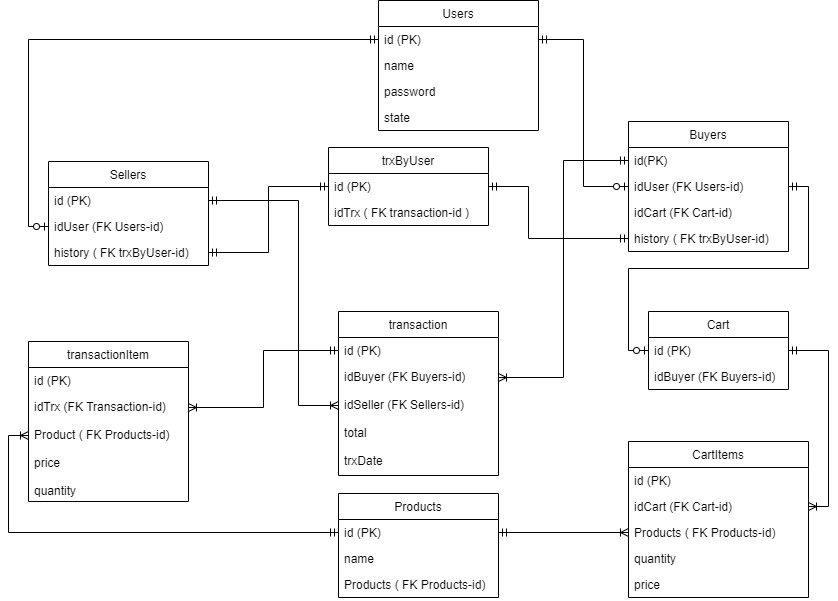 Users
id (PK)
name
password
state
Buyers
id(PK)
idUser (FK Users-id)
idCart (FK Cart-id)
history ( FK trxByUser-id)
trxByUser
id (PK)
idTrx ( FK transaction-id )
Sellers
id (PK)
idUser (FK Users-id)
history ( FK trxByUser-id)
transaction
id (PK)
idBuyer (FK Buyers-id)
idSeller (FK Sellers-id)
total
trxDate
Cart
id (PK)
idBuyer (FK Buyers-id)
transactionItem
id (PK)
idTrx (FK Transaction-id)
Product ( FK Products-id)
price
quantity
CartItems
id (PK)
idCart (FK Cart-id)
Products ( FK Products-id)
quantity
price
Products
id (PK)
name
Products ( FK Products-id)